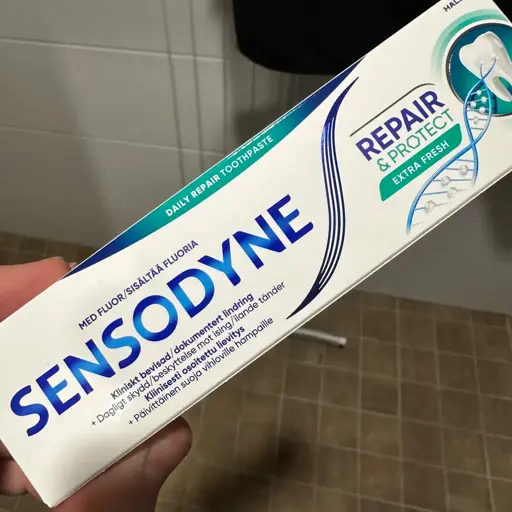 DAILY REPAIR TOOTHPASTE
MED FLUOR/SISÄLTÄÄ FLUORIA
SENSODYNE
Kliniskt bevisad/dokumentert lindring
+ Dagligt skydd/beskyttelse mot ising/ilande tänder
Kliinisesti osoitettu lievitys
+ Päivittäinen suoja vihloville hampaille
REPAIR
& PROTECT
EXTRA FRESH